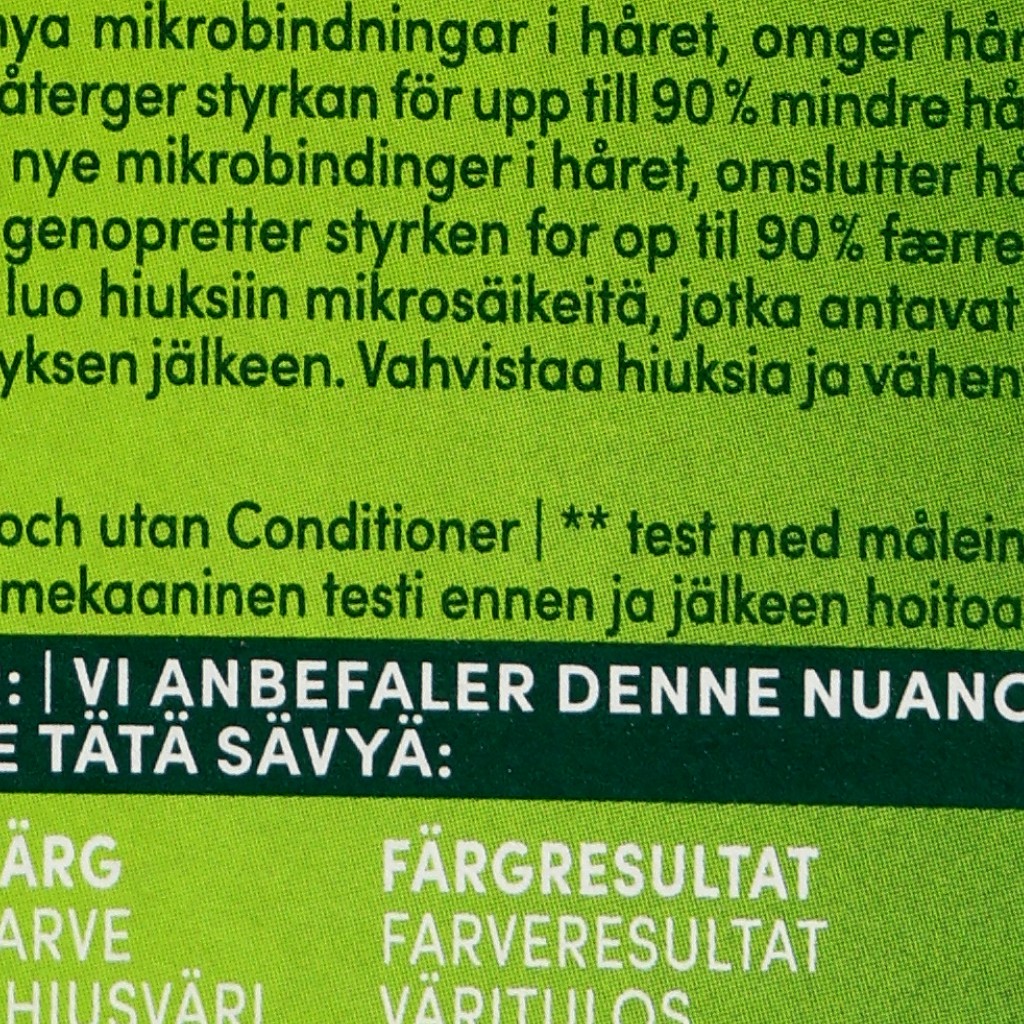 nya mikrobindningar i håret, omger hår
återger styrkan för upp till 90 % mindre hå
nye mikrobindinger i håret, omslutter hå
genopretter styrken for op til 90 % færre
luo hiuksiin mikrosäikeitä, jotka antavat
yksen jälkeen. Vahvistaa hiuksia ja vähen
och utan Conditioner | ** test med målein
mekaaninen testi ennen ja jälkeen hoitoa
: | VI ANBEFALER DENNE NUANC
E TÄTÄ SÄVYÄ:
ÄRG FÄRGRESULTAT
ARVE FARVERESULTAT
HIUSVÄRI VÄRITULOS